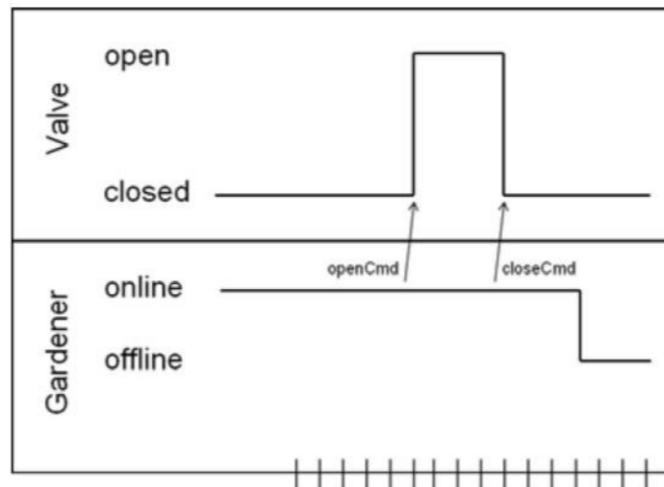 Valve
open
closed
openCmd
closeCmd
Gardener
online
offline